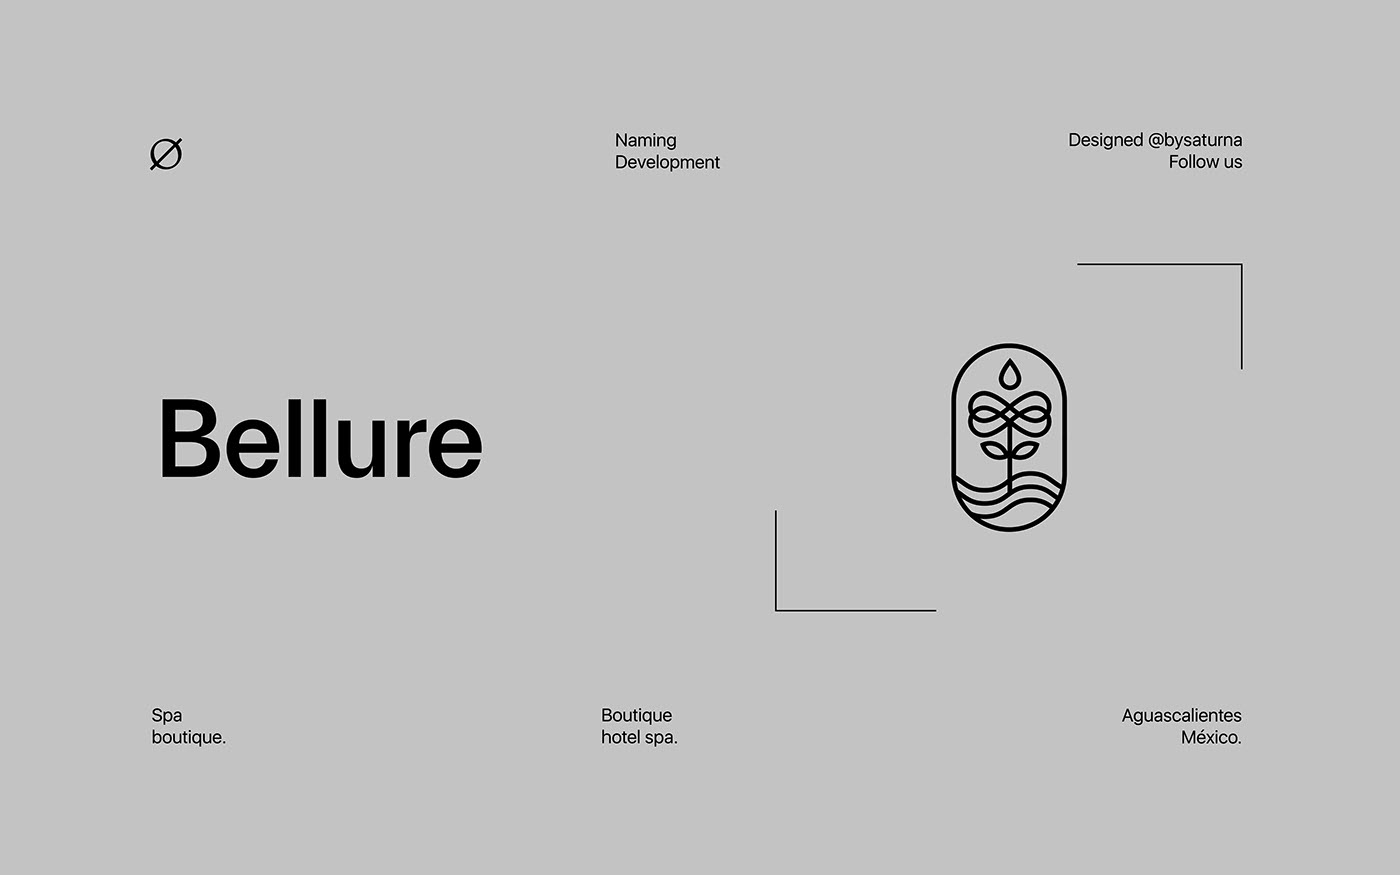 Naming
Development
Designed @bysaturna
Follow us
Bellure
Spa
boutique.
Boutique
hotel spa.
Aguascalientes
México.